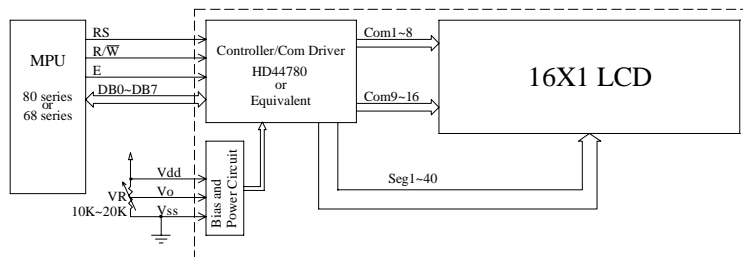 MPU
80 series
or
68 series
RS
R/W̅
E
DB0~DB7
Controller/Com Driver
HD44780
or
Equivalent
Com1~8
Com9~16
16X1 LCD
Seg1~40
Vdd
Vo
Vss
VR
10K~20K
Bias and
Power Circuit